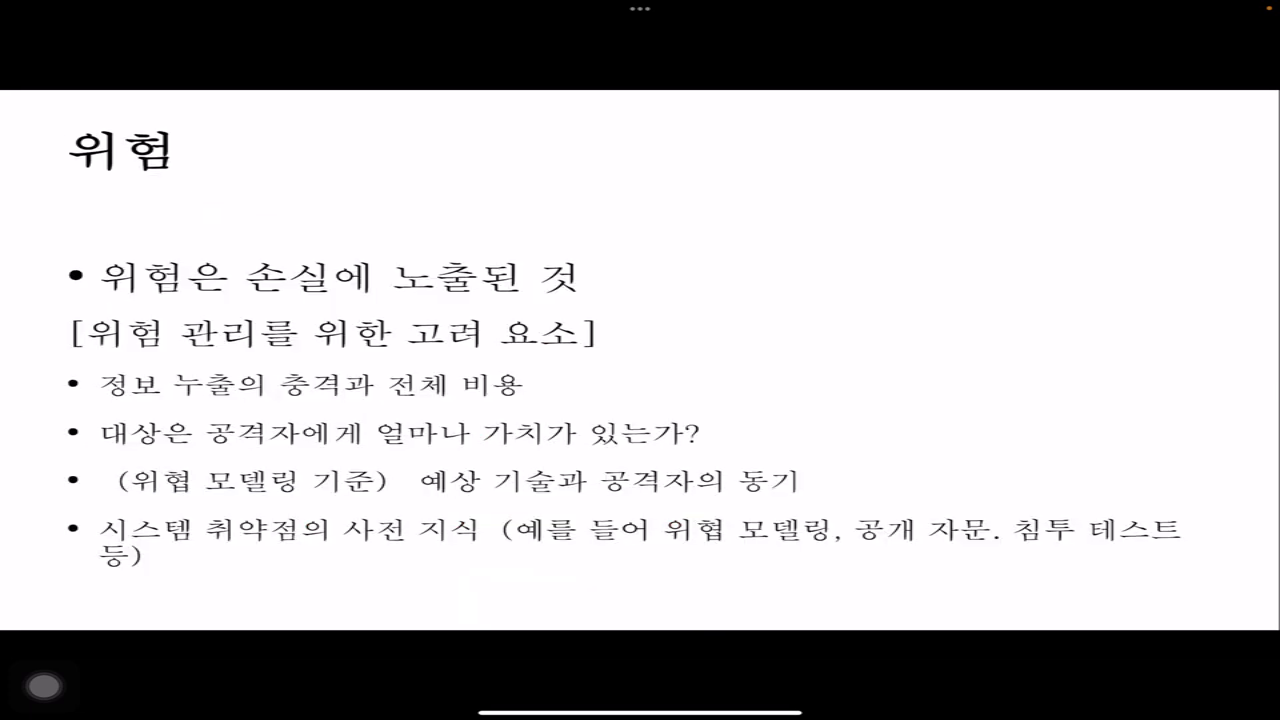 위험
• 위험은 손실에 노출된 것
[위험 관리를 위한 고려 요소]
• 정보 누출의 충격과 전체 비용
• 대상은 공격자에게 얼마나 가치가 있는가?
• (위협 모델링 기준) 예상 기술과 공격자의 동기
• 시스템 취약점의 사전 지식 (예를 들어 위협 모델링, 공개 자문. 침투 테스트
등)